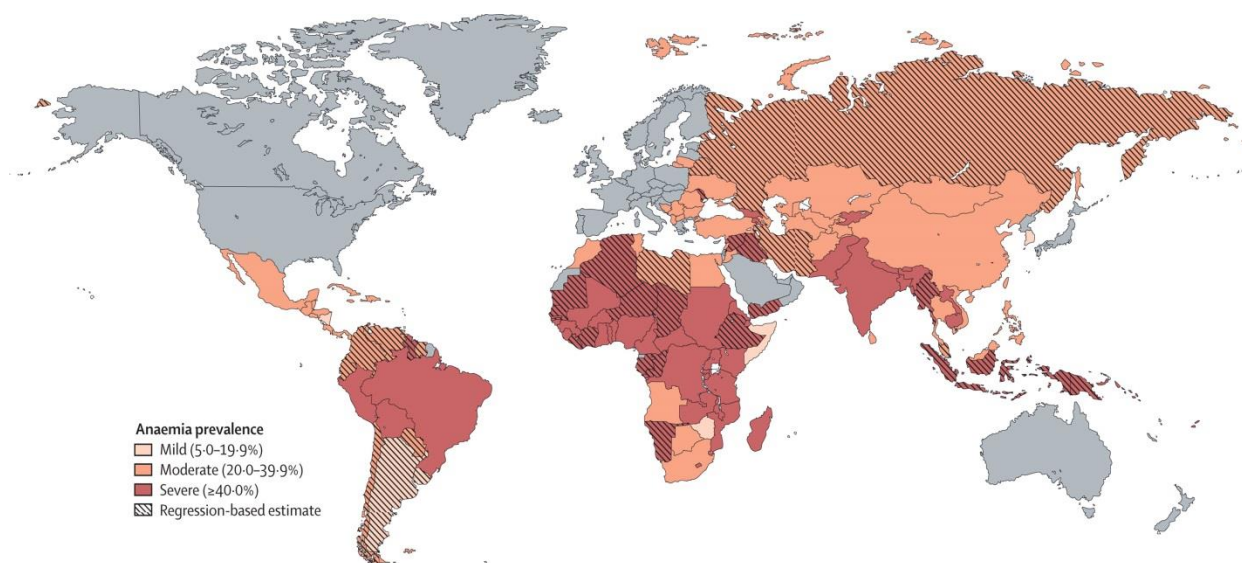 Anaemia prevalence
Mild (5·0–19·9%)
Moderate (20·0–39·9%)
Severe (≥40·0%)
Regression-based estimate